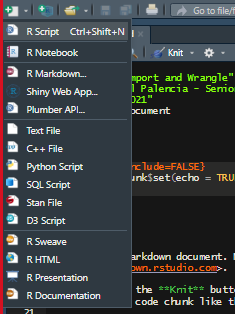 Go to file/f
R Script Ctrl+Shift+N
R Notebook
R Markdown...
Shiny Web App...
Plumber API...
Text File
C++ File
Python Script
SQL Script
Stan File
D3 Script
R Sweave
R HTML
R Presentation
R Documentation
Knit
mport and Wrangle"
l Palencia - Senio
021"
ocument
nclude=FALSE}
unk$set(echo = TRU
arkdown document.
own.rstudio.com>.
the **Knit** butto
code chunk like th
21